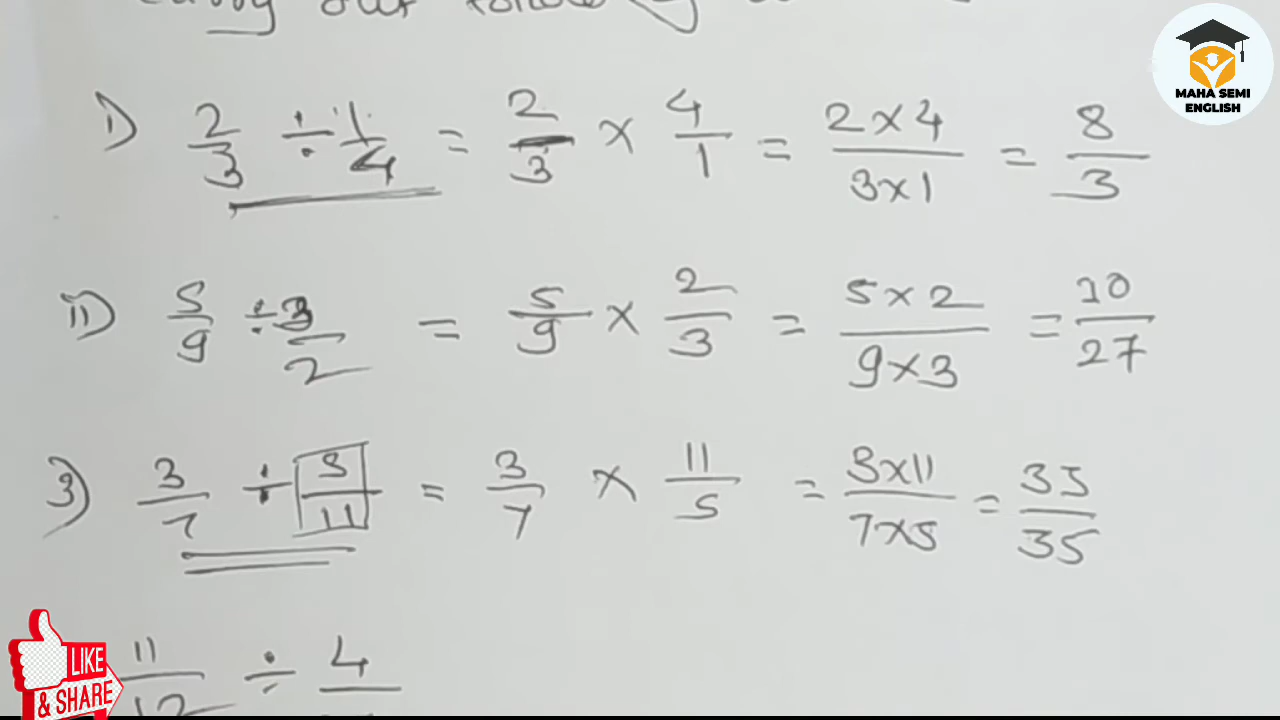 MAHA SEMI
ENGLISH
1) 2/3 ÷ 1/4 = 2/3 × 4/1 = 2×4/3×1 = 8/3
ii) 5/9 ÷ 3/2 = 5/9 × 2/3 = 5×2/9×3 = 10/27
3) 3/7 ÷ 5/11 = 3/7 × 11/5 = 3×11/7×5 = 33/35
11/12 ÷ 4
LIKE
& SHARE